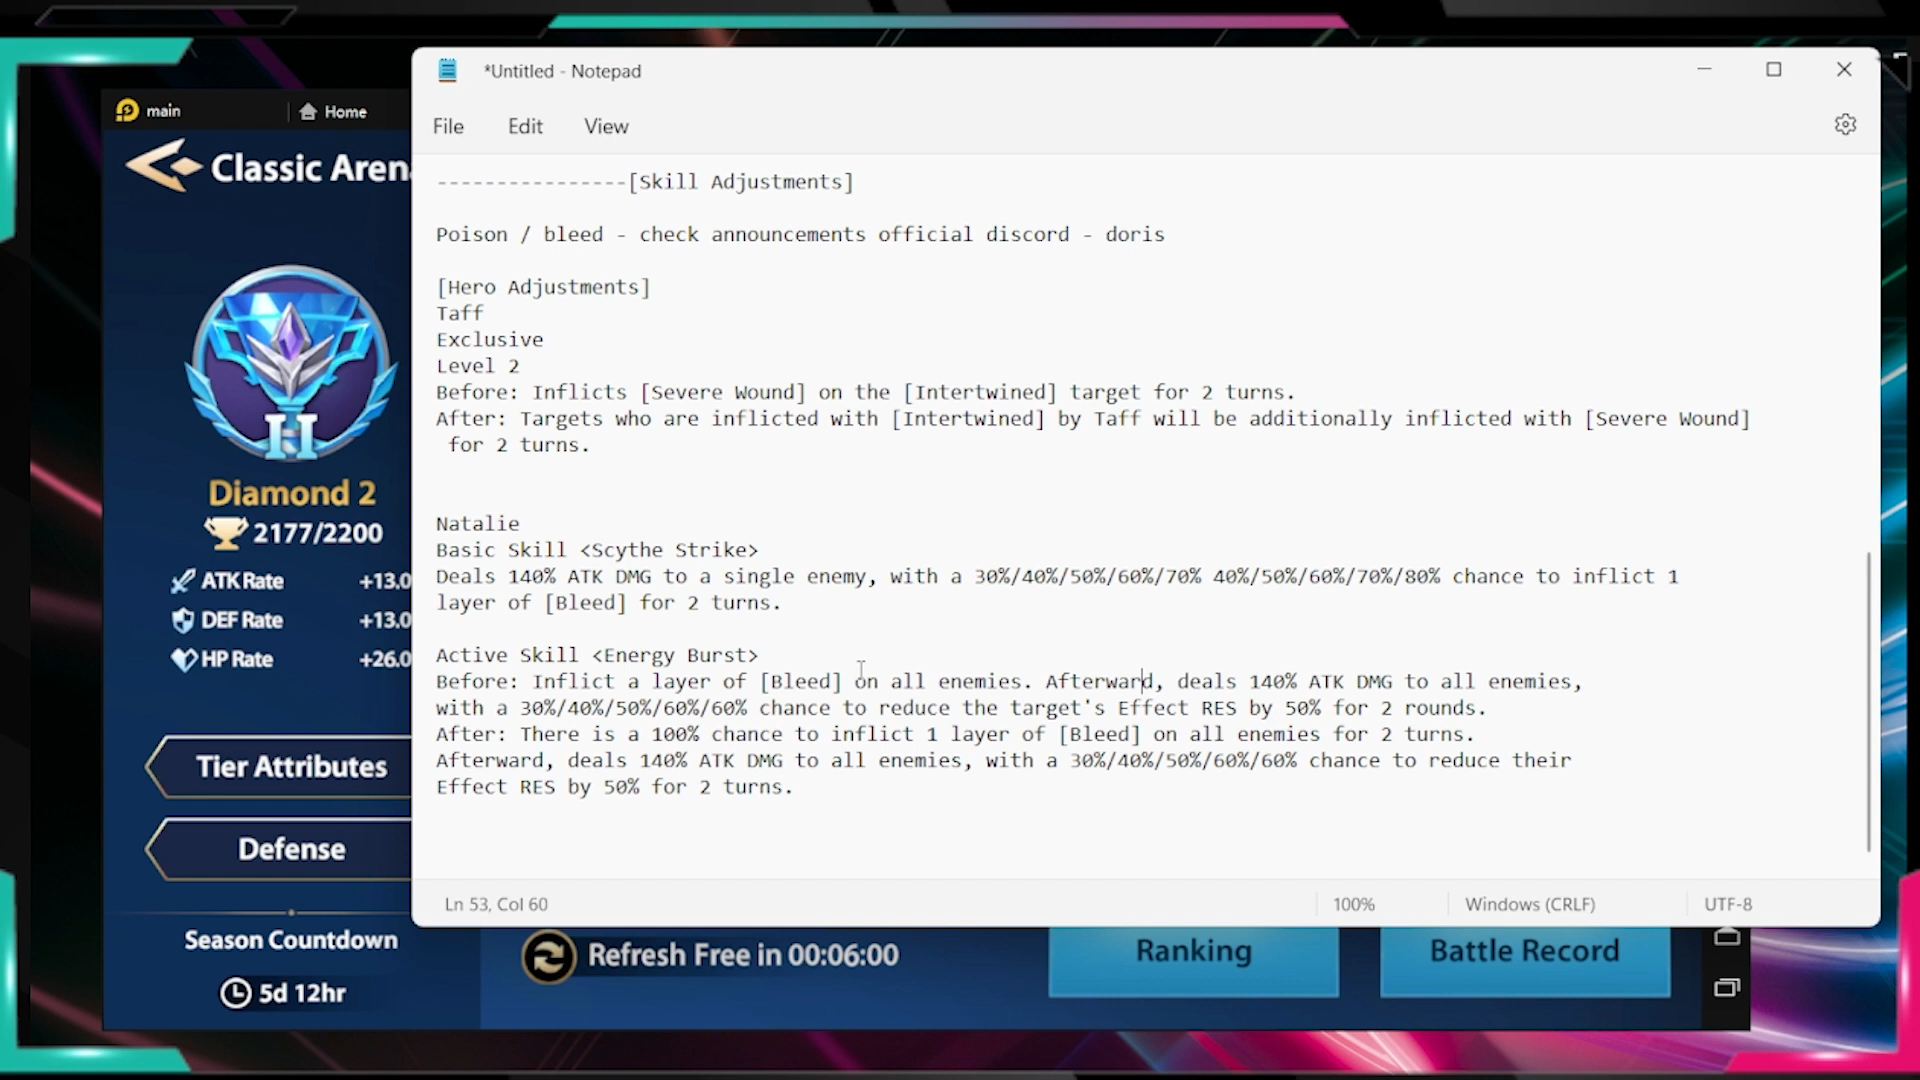 *Untitled - Notepad
main
Home
File Edit View
Classic Aren
Diamond 2
2177/2200
ATK Rate +13.0
DEF Rate +13.0
HP Rate +26.0
Tier Attributes
Defense
Season Countdown
5d 12hr
----------------[Skill Adjustments]
Poison / bleed - check announcements official discord - doris
[Hero Adjustments]
Taff
Exclusive
Level 2
Before: Inflicts [Severe Wound] on the [Intertwined] target for 2 turns.
After: Targets who are inflicted with [Intertwined] by Taff will be additionally inflicted with [Severe Wound]
for 2 turns.
Natalie
Basic Skill <Scythe Strike>
Deals 140% ATK DMG to a single enemy, with a 30%/40%/50%/60%/70% 40%/50%/60%/70%/80% chance to inflict 1
layer of [Bleed] for 2 turns.
Active Skill <Energy Burst>
Before: Inflict a layer of [Bleed] on all enemies. Afterward, deals 140% ATK DMG to all enemies,
with a 30%/40%/50%/60%/60% chance to reduce the target's Effect RES by 50% for 2 rounds.
After: There is a 100% chance to inflict 1 layer of [Bleed] on all enemies for 2 turns.
Afterward, deals 140% ATK DMG to all enemies, with a 30%/40%/50%/60%/60% chance to reduce their
Effect RES by 50% for 2 turns.
Ln 53, Col 60 100% Windows (CRLF) UTF-8
Refresh Free in 00:06:00
Ranking
Battle Record